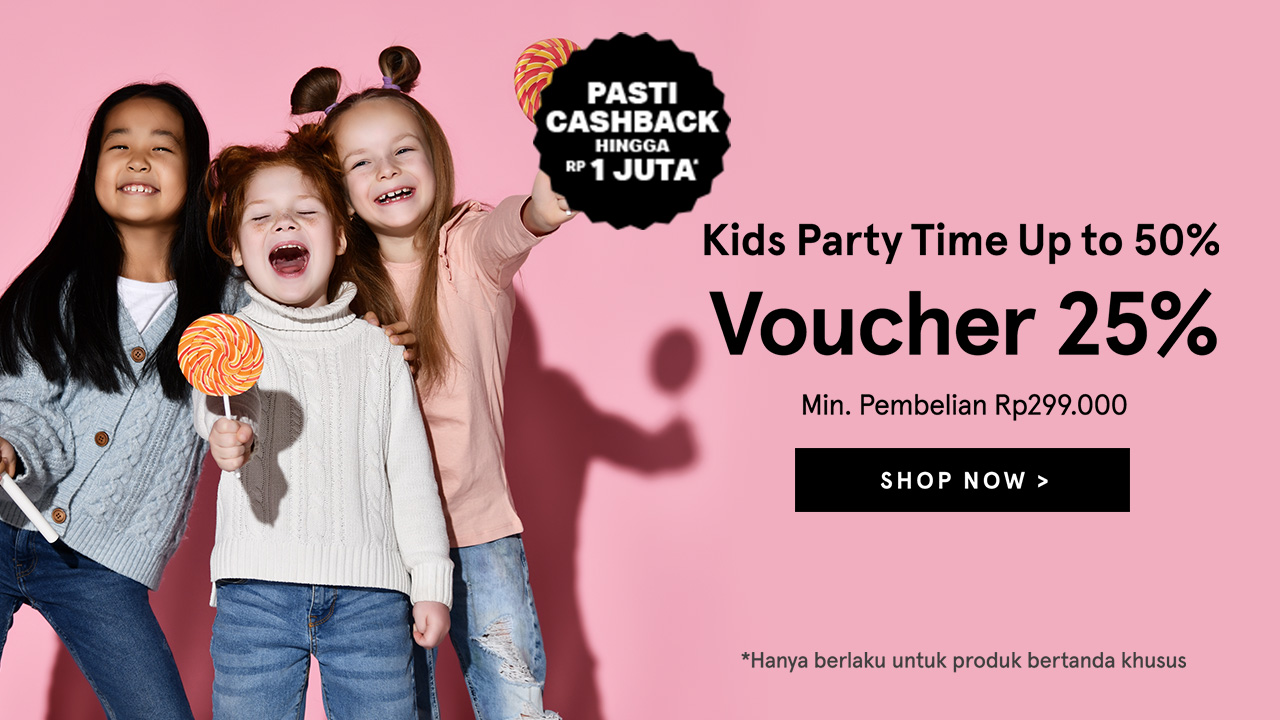 PASTI
CASHBACK
HINGGA
RP 1 JUTA*
Kids Party Time Up to 50%
Voucher 25%
Min. Pembelian Rp299.000
SHOP NOW >
*Hanya berlaku untuk produk bertanda khusus